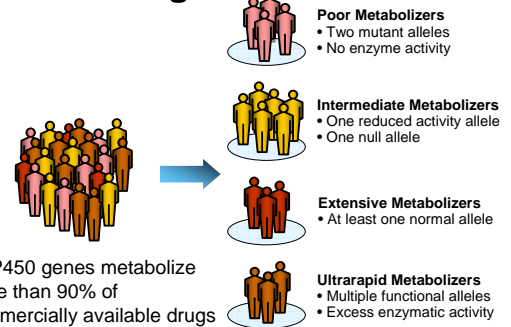 Poor Metabolizers
• Two mutant alleles
• No enzyme activity
Intermediate Metabolizers
• One reduced activity allele
• One null allele
Extensive Metabolizers
• At least one normal allele
P450 genes metabolize
than 90% of
available drugs
Ultrarapid Metabolizers
• Multiple functional alleles
• Excess enzymatic activity